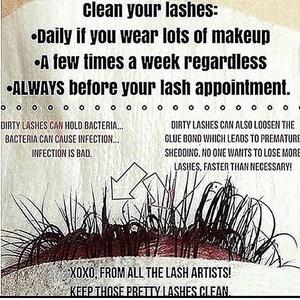 Clean your lashes:
•Daily if you wear lots of makeup
•A few times a week regardless
•ALWAYS before your lash appointment.
DIRTY LASHES CAN HOLD BACTERIA...
BACTERIA CAN CAUSE INFECTION...
INFECTION IS BAD.
DIRTY LASHES CAN ALSO LOOSEN THE
GLUE BOND WHICH LEADS TO PREMATURE
SHEDDING. NO ONE WANTS TO LOSE MORE
LASHES, FASTER THAN NECESSARY!
XOXO, FROM ALL THE LASH ARTISTS!
KEEP THOSE PRETTY LASHES CLEAN.